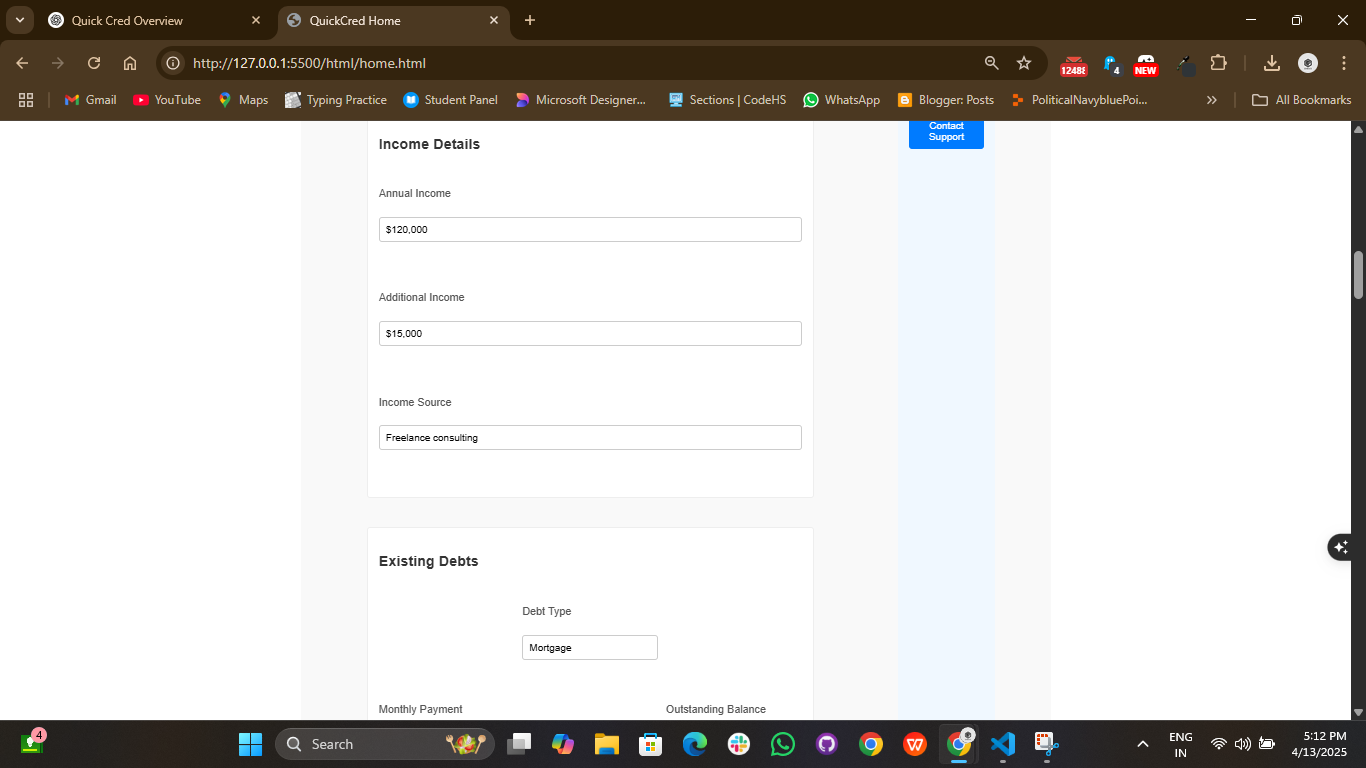 Quick Cred Overview
QuickCred Home
http://127.0.0.1:5500/html/home.html
12488
4
NEW
Gmail
YouTube
Maps
Typing Practice
Student Panel
Microsoft Designer...
Sections | CodeHS
WhatsApp
Blogger: Posts
PoliticalNavybluePoi...
All Bookmarks
Contact
Support
Income Details
Annual Income
$120,000
Additional Income
$15,000
Income Source
Freelance consulting
Existing Debts
Debt Type
Mortgage
Monthly Payment
Outstanding Balance
4
Search
ENG
IN
5:12 PM
4/13/2025